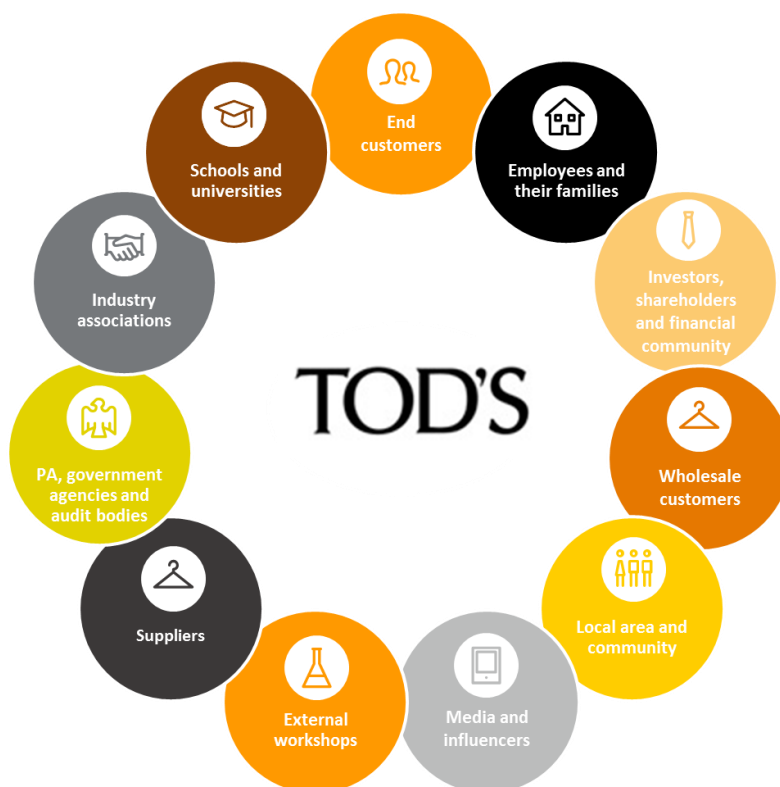 End
customers
Employees and
their families
Investors,
shareholders
and financial
community
Wholesale
customers
Local area and
community
Media and
influencers
External
workshops
Suppliers
PA, government
agencies and
audit bodies
Industry
associations
Schools and
universities
TOD'S